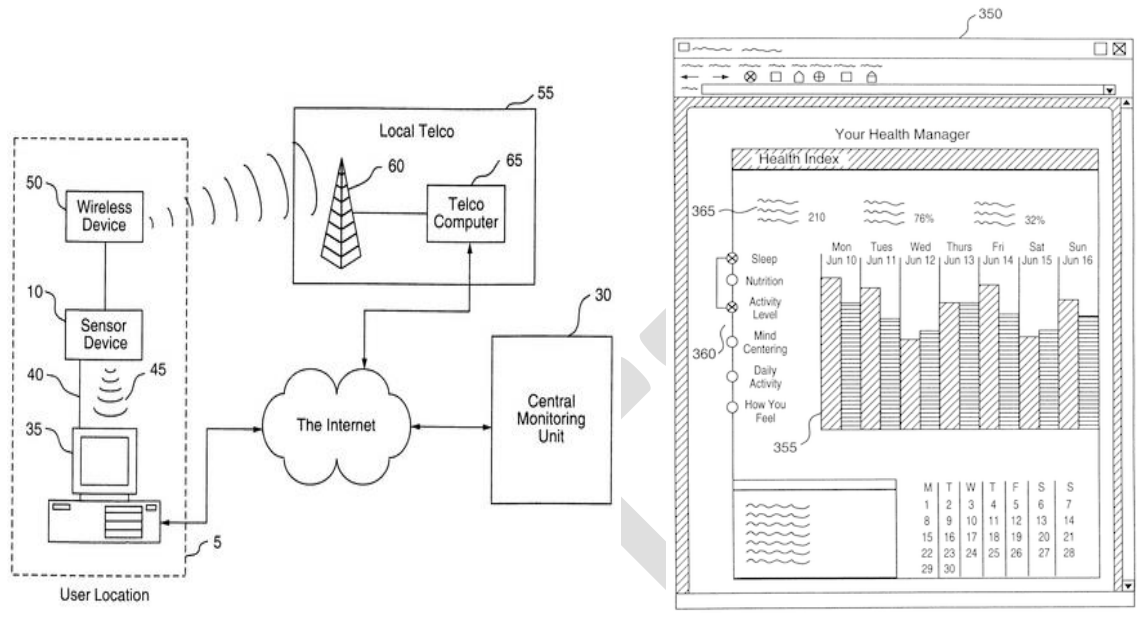 55
Local Telco
60
65
Telco
Computer
50
Wireless
Device
10
Sensor
Device
40
45
35
The Internet
30
Central
Monitoring
Unit
5
User Location
350
Your Health Manager
Health Index
365
210
76%
32%
Mon Tues Wed Thurs Fri Sat Sun
Jun 10 Jun 11 Jun 12 Jun 13 Jun 14 Jun 15 Jun 16
Sleep
Nutrition
Activity
Level
360
Mind
Centering
Daily
Activity
How You
Feel
355
M T W T F S S
1 2 3 4 5 6 7
8 9 10 11 12 13 14
15 16 17 18 19 20 21
22 23 24 25 26 27 28
29 30